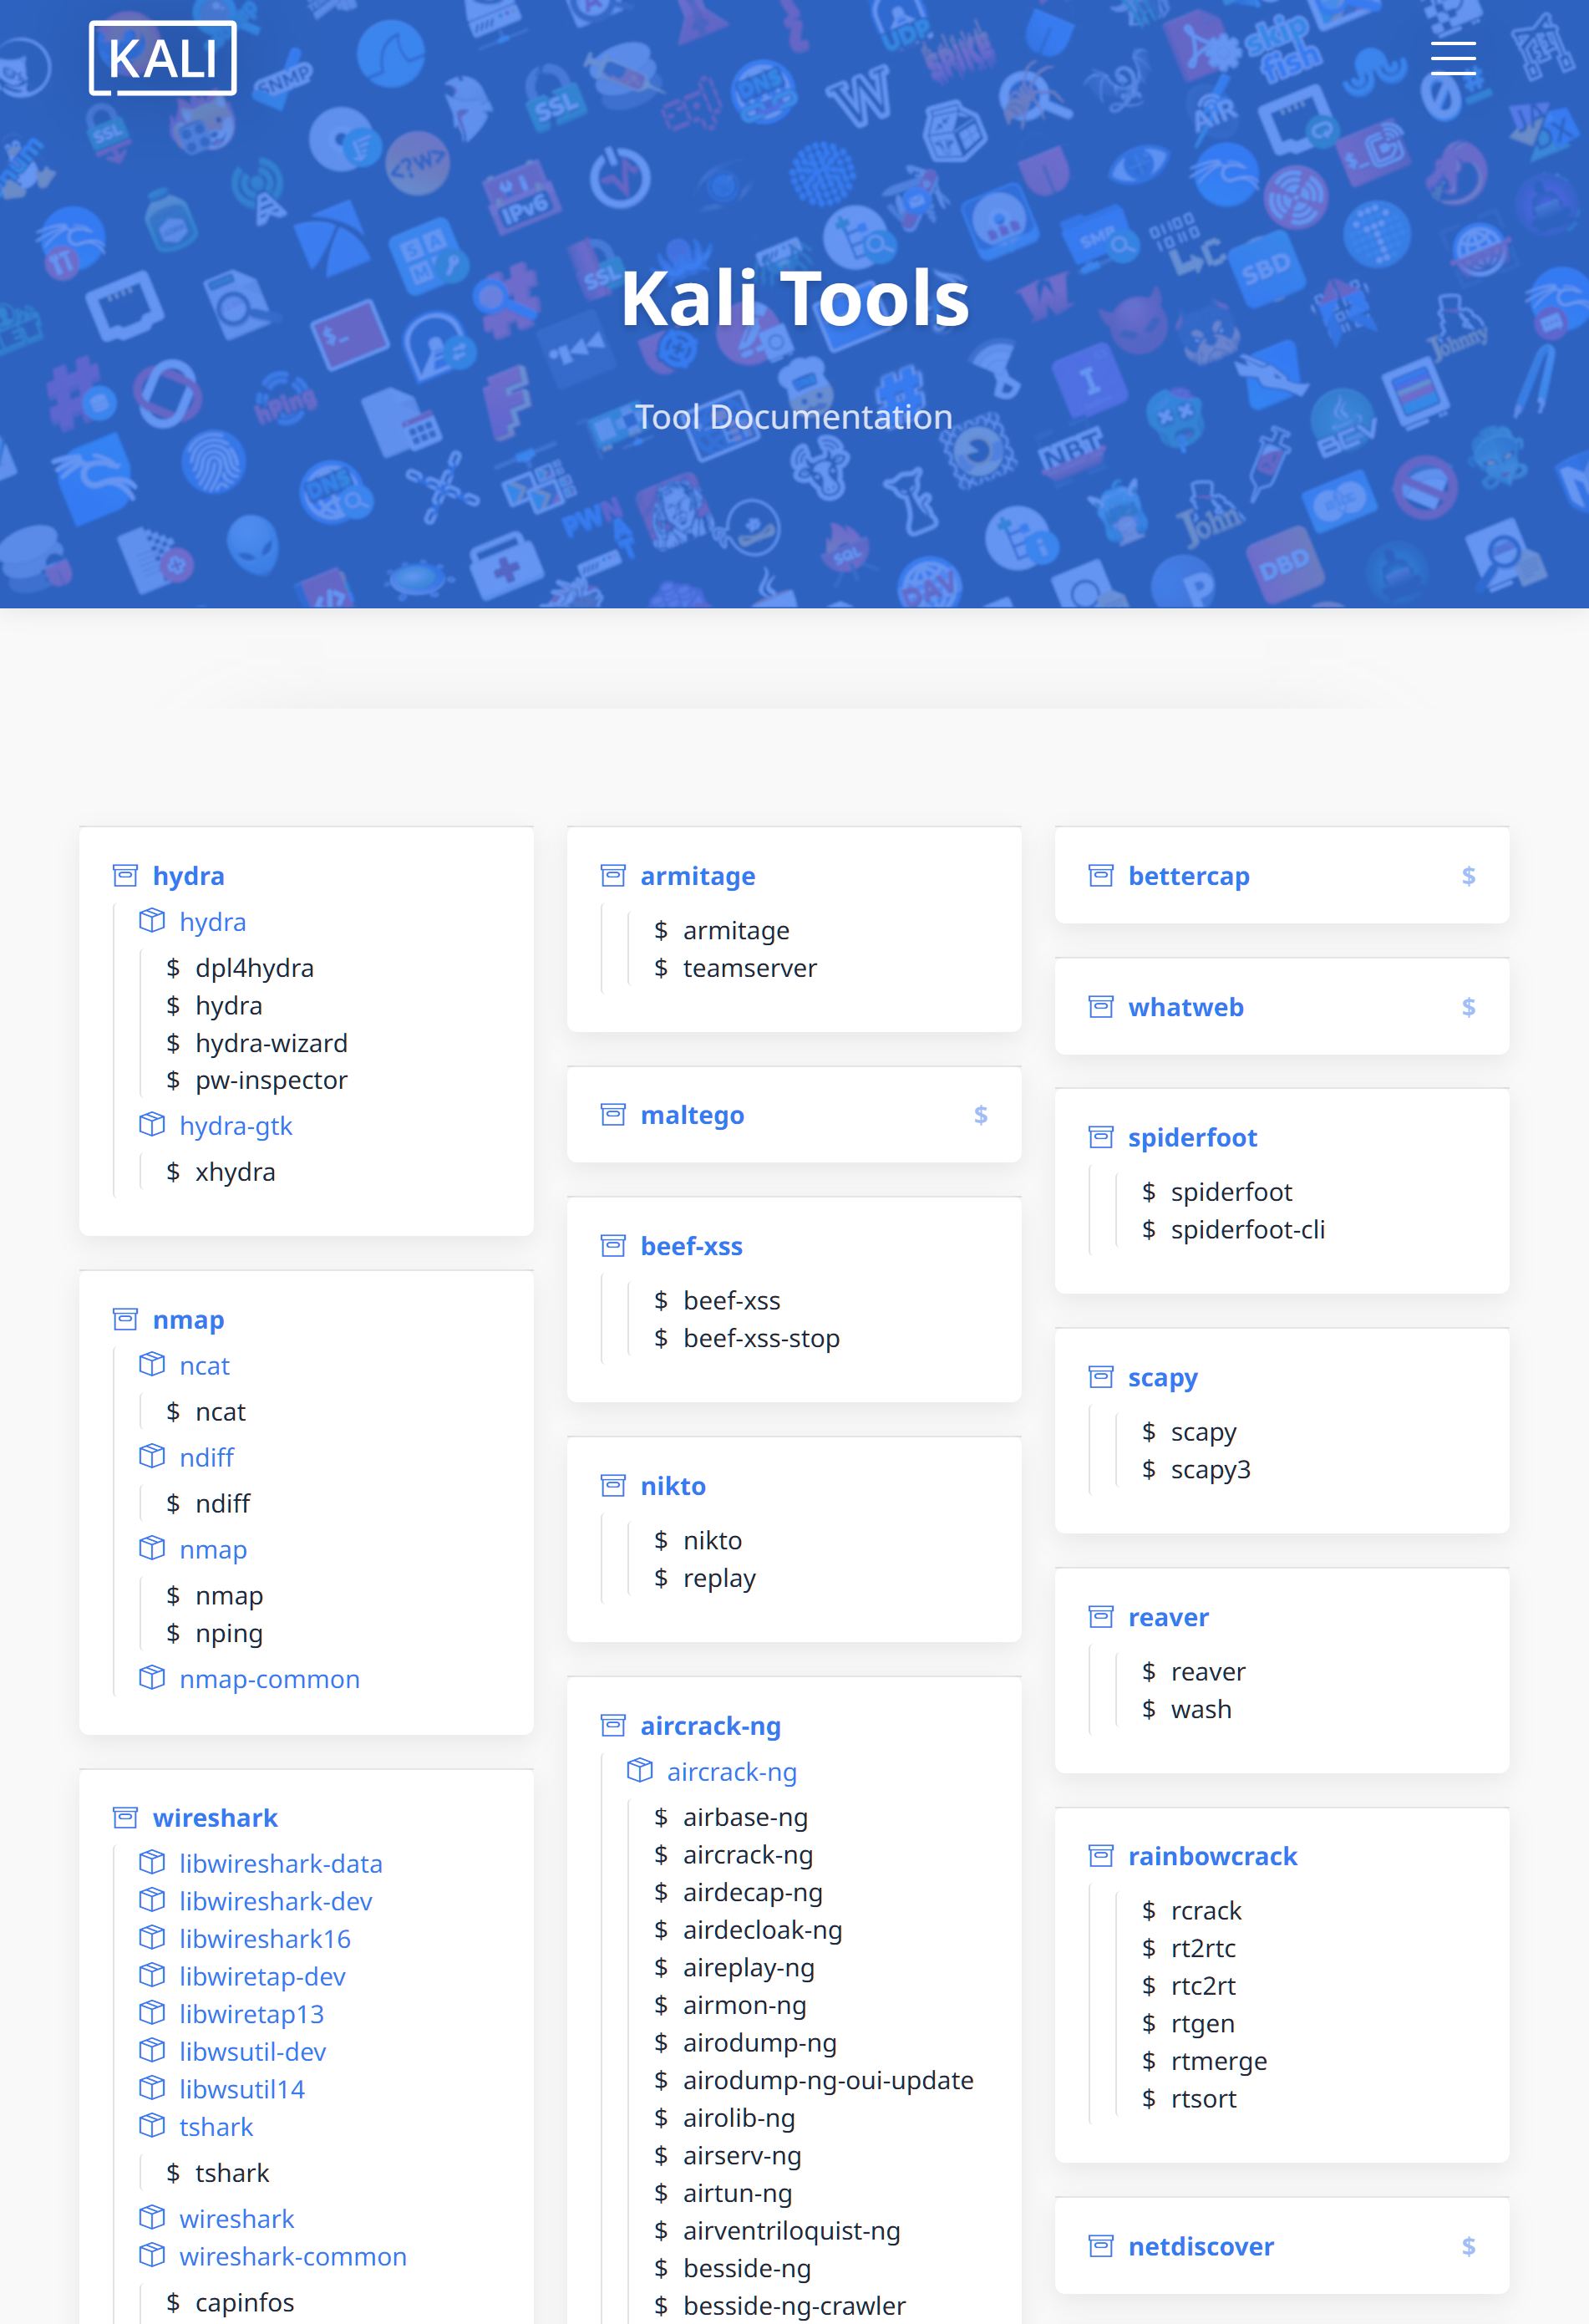 KALI
Kali Tools
Tool Documentation
hydra
hydra
$ dpl4hydra
$ hydra
$ hydra-wizard
$ pw-inspector
hydra-gtk
$ xhydra
nmap
ncat
$ ncat
ndiff
$ ndiff
nmap
$ nmap
$ nping
nmap-common
wireshark
libwireshark-data
libwireshark-dev
libwireshark16
libwiretap-dev
libwiretap13
libwsutil-dev
libwsutil14
tshark
$ tshark
wireshark
wireshark-common
$ capinfos
armitage
$ armitage
$ teamserver
maltego $
beef-xss
$ beef-xss
$ beef-xss-stop
nikto
$ nikto
$ replay
aircrack-ng
aircrack-ng
$ airbase-ng
$ aircrack-ng
$ airdecap-ng
$ airdecloak-ng
$ aireplay-ng
$ airmon-ng
$ airodump-ng
$ airodump-ng-oui-update
$ airolib-ng
$ airserv-ng
$ airtun-ng
$ airventriloquist-ng
$ besside-ng
$ besside-ng-crawler
bettercap $
whatweb $
spiderfoot
$ spiderfoot
$ spiderfoot-cli
scapy
$ scapy
$ scapy3
reaver
$ reaver
$ wash
rainbowcrack
$ rcrack
$ rt2rtc
$ rtc2rt
$ rtgen
$ rtmerge
$ rtsort
netdiscover $